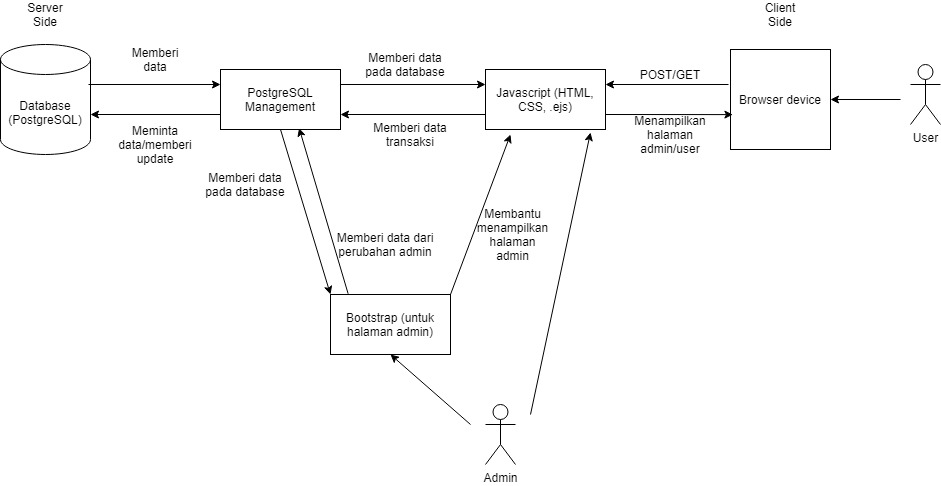 Server
Side
Client
Side
Memberi
data
Memberi data
pada database
POST/GET
Database
(PostgreSQL)
PostgreSQL
Management
Javascript (HTML,
CSS, .ejs)
Browser device
User
Meminta
data/memberi
update
Memberi data
transaksi
Menampilkan
halaman
admin/user
Memberi data
pada database
Memberi data dari
perubahan admin
Membantu
menampilkan
halaman
admin
Bootstrap (untuk
halaman admin)
Admin